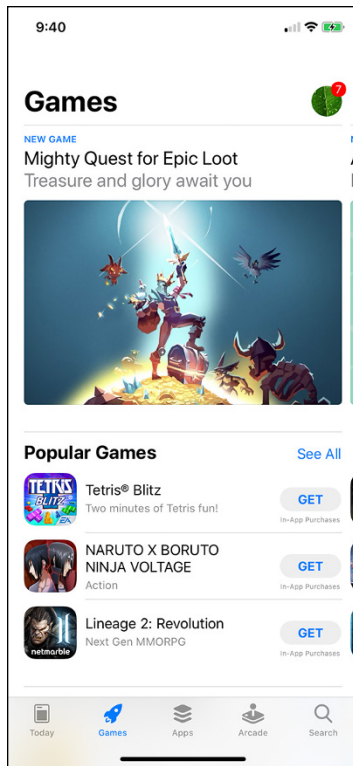 9:40
Games
7
NEW GAME
Mighty Quest for Epic Loot
Treasure and glory await you
Popular Games
See All
TETRIS
BLITZ
EA
Tetris® Blitz
Two minutes of Tetris fun!
GET
In-App Purchases
NARUTO X BORUTO
NINJA VOLTAGE
Action
GET
In-App Purchases
II
netmarble
Lineage 2: Revolution
Next Gen MMORPG
GET
In-App Purchases
Today
Games
Apps
Arcade
Search